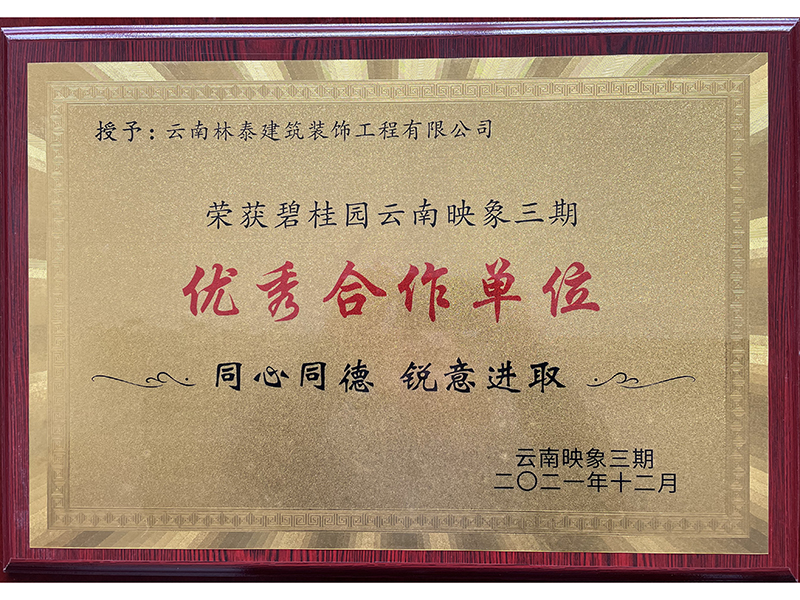 授予：云南林泰建筑装饰工程有限公司
荣获碧桂园云南映象三期
优秀合作单位
同心同德 锐意进取
云南映象三期
二〇二一年十二月